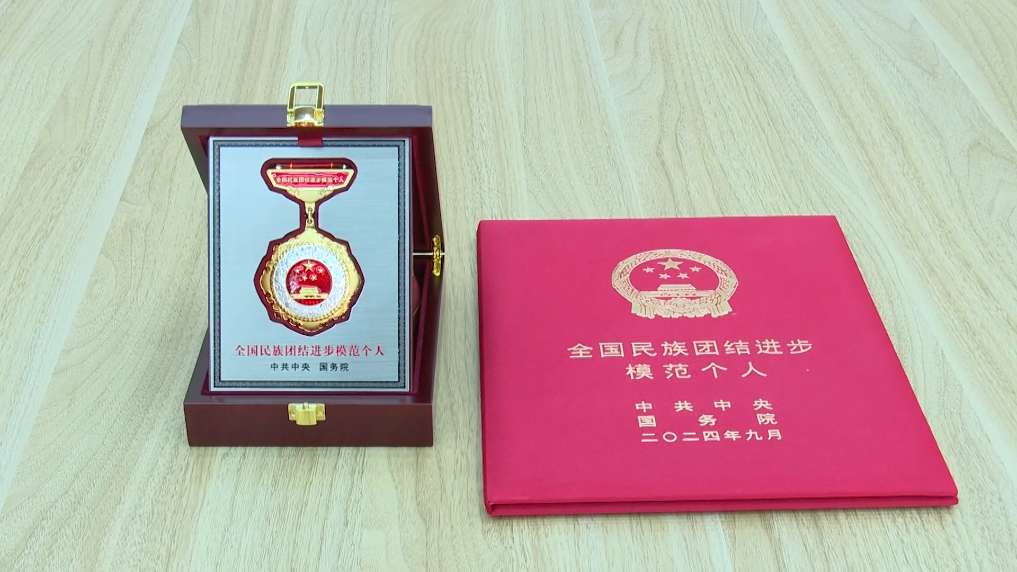 全国民族团结进步模范个人
全国民族团结进步模范个人
中共中央 国务院
全国民族团结进步
模范个人
中共中央
国务院
二〇二四年九月